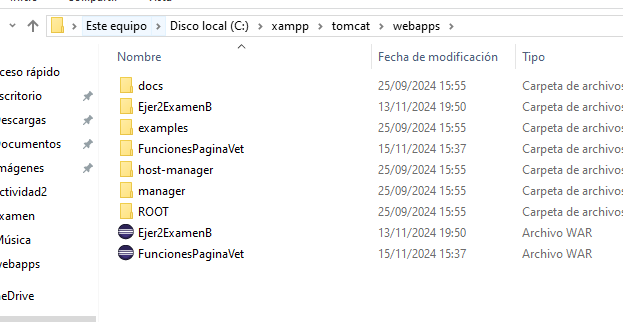 Este equipo > Disco local (C:) > xampp > tomcat > webapps >
Nombre Fecha de modificación Tipo
ceso rápido
docs 25/09/2024 15:55 Carpeta de archivos
scritorio
Ejer2ExamenB 13/11/2024 19:50 Carpeta de archivos
escargas
examples 25/09/2024 15:55 Carpeta de archivos
Documentos
FuncionesPaginaVet 15/11/2024 15:37 Carpeta de archivos
mágenes
host-manager 25/09/2024 15:55 Carpeta de archivos
ctividad2
manager 25/09/2024 15:55 Carpeta de archivos
xamen
ROOT 25/09/2024 15:55 Carpeta de archivos
Música
Ejer2ExamenB 13/11/2024 19:50 Archivo WAR
webapps
FuncionesPaginaVet 15/11/2024 15:37 Archivo WAR
eDrive